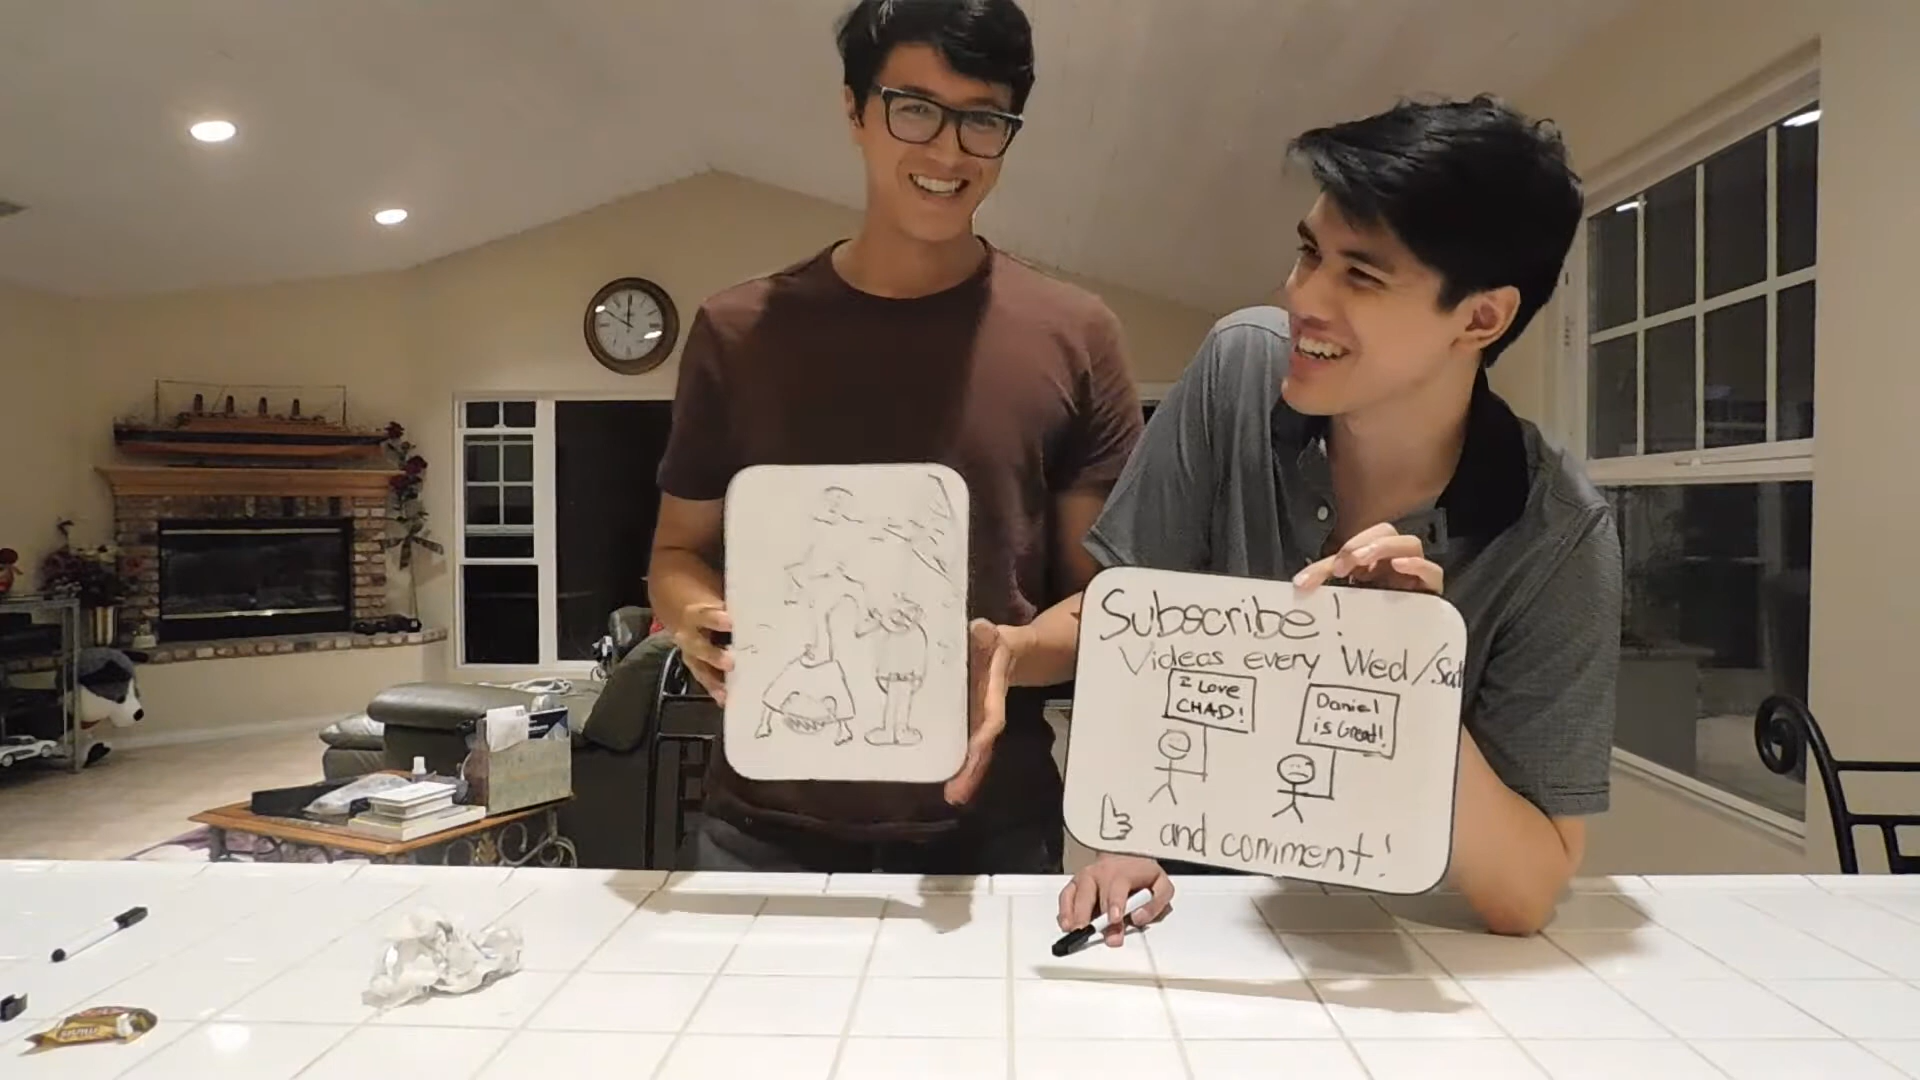 Subscribe!
Videos every Wed/Sat
I Love
CHAD!
Daniel
is Great!
and comment!